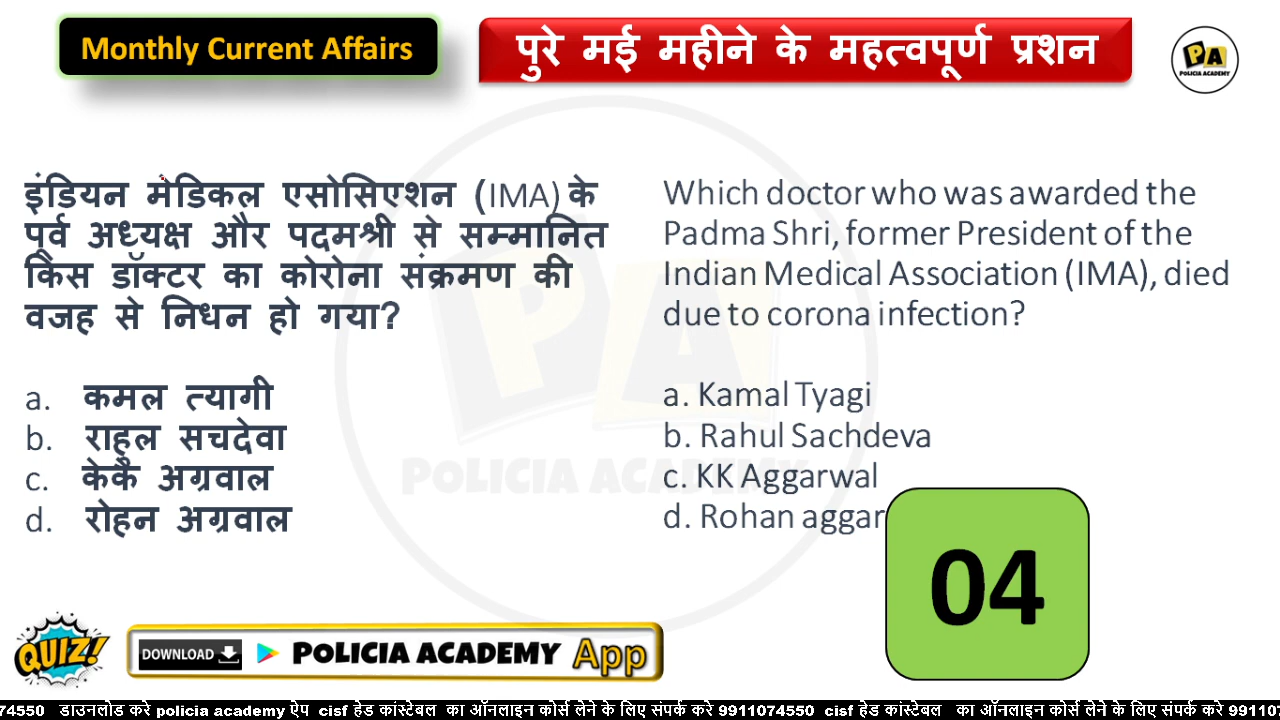 Monthly Current Affairs
पुरे मई महीने के महत्वपूर्ण प्रशन
PA
POLICIA ACADEMY
इंडियन मेडिकल एसोसिएशन (IMA) के
पूर्व अध्यक्ष और पदमश्री से सम्मानित
किस डॉक्टर का कोरोना संक्रमण की
वजह से निधन हो गया?
a. कमल त्यागी
b. राहुल सचदेवा
c. केके अग्रवाल
d. रोहन अग्रवाल
Which doctor who was awarded the
Padma Shri, former President of the
Indian Medical Association (IMA), died
due to corona infection?
a. Kamal Tyagi
b. Rahul Sachdeva
c. KK Aggarwal
d. Rohan aggar
PA
POLICIA ACADEMY
04
QUIZ!
DOWNLOAD POLICIA ACADEMY App
74550 डाउनलोड करे policia academy ऐप cisf हेड कांस्टेबल का ऑनलाइन कोर्स लेने के लिए संपर्क करे 9911074550 cisf हेड कांस्टेबल का ऑनलाइन कोर्स लेने के लिए संपर्क करे 99110